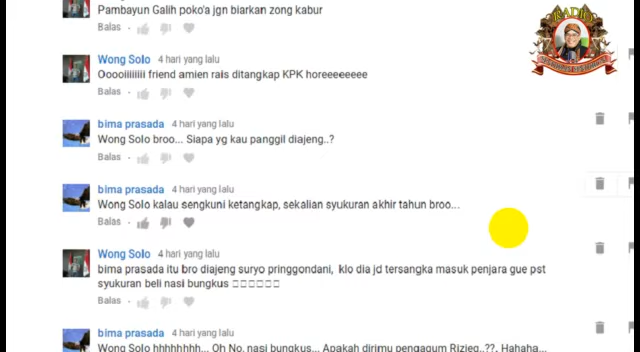 Pambayun Galih poko'a jgn biarkan zong kabur
Balas
RADIO
Wong Solo 4 hari yang lalu
Ooooiiiiiiiii friend amien rais ditangkap KPK horeeeeeeee
Balas
bima prasada 4 hari yang lalu
Wong Solo broo... Siapa yg kau panggil diajeng..?
Balas
bima prasada 4 hari yang lalu
Wong Solo kalau sengkuni ketangkap, sekalian syukuran akhir tahun broo...
Balas
Wong Solo 4 hari yang lalu
bima prasada itu bro diajeng suryo pringgondani, klo dia jd tersangka masuk penjara gue pst
syukuran beli nasi bungkus □□□□□□
Balas
bima prasada 4 hari yang lalu
Wong Solo hhhhhhhh... Oh No, nasi bungkus... Apakah dirimu pengagum Rizieq..??. Hahaha...